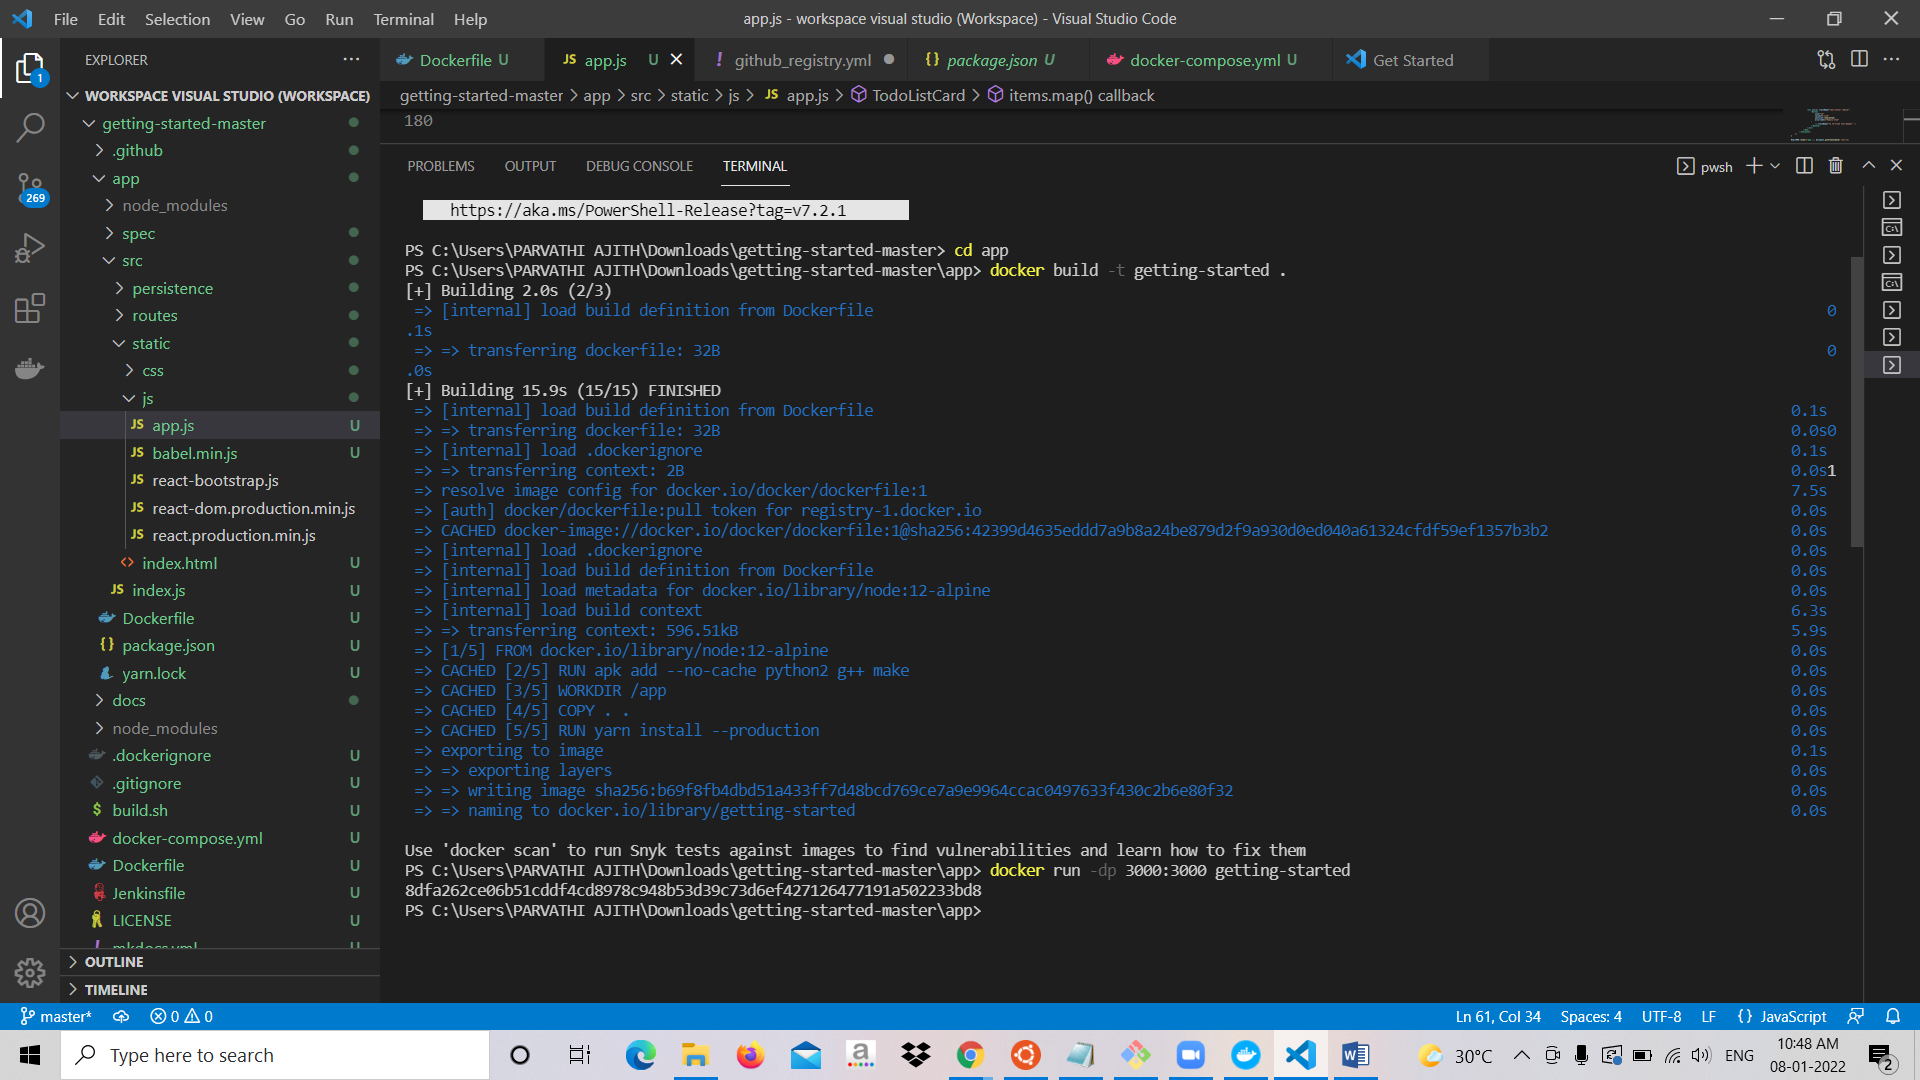 File Edit Selection View Go Run Terminal Help
app.js - workspace visual studio (Workspace) - Visual Studio Code
EXPLORER
Dockerfile U
JS app.js U
! github_registry.yml
{} package.json U
docker-compose.yml U
Get Started
getting-started-master > app > src > static > js > JS app.js > TodoListCard > items.map() callback
180
1
269
WORKSPACE VISUAL STUDIO (WORKSPACE)
getting-started-master
.github
app
node_modules
spec
src
persistence
routes
static
css
js
JS app.js U
JS babel.min.js U
JS react-bootstrap.js
JS react-dom.production.min.js
JS react.production.min.js
<> index.html U
JS index.js U
Dockerfile U
{} package.json U
yarn.lock U
docs
node_modules
.dockerignore U
.gitignore U
$ build.sh U
docker-compose.yml U
Dockerfile U
Jenkinsfile U
LICENSE U
! mkdocs.yml U
OUTLINE
TIMELINE
PROBLEMS OUTPUT DEBUG CONSOLE TERMINAL
pwsh
https://aka.ms/PowerShell-Release?tag=v7.2.1
PS C:\Users\PARVATHI AJITH\Downloads\getting-started-master> cd app
PS C:\Users\PARVATHI AJITH\Downloads\getting-started-master\app> docker build -t getting-started .
[+] Building 2.0s (2/3)
=> [internal] load build definition from Dockerfile 0
.1s
=> => transferring dockerfile: 32B 0
.0s
[+] Building 15.9s (15/15) FINISHED
=> [internal] load build definition from Dockerfile 0.1s
=> => transferring dockerfile: 32B 0.0s0
=> [internal] load .dockerignore 0.1s
=> => transferring context: 2B 0.0s1
=> resolve image config for docker.io/docker/dockerfile:1 7.5s
=> [auth] docker/dockerfile:pull token for registry-1.docker.io 0.0s
=> CACHED docker-image://docker.io/docker/dockerfile:1@sha256:42399d4635eddd7a9b8a24be879d2f9a930d0ed040a61324cfdf59ef1357b3b2 0.0s
=> [internal] load .dockerignore 0.0s
=> [internal] load build definition from Dockerfile 0.0s
=> [internal] load metadata for docker.io/library/node:12-alpine 0.0s
=> [internal] load build context 6.3s
=> => transferring context: 596.51kB 5.9s
=> [1/5] FROM docker.io/library/node:12-alpine 0.0s
=> CACHED [2/5] RUN apk add --no-cache python2 g++ make 0.0s
=> CACHED [3/5] WORKDIR /app 0.0s
=> CACHED [4/5] COPY . . 0.0s
=> CACHED [5/5] RUN yarn install --production 0.0s
=> exporting to image 0.1s
=> => exporting layers 0.0s
=> => writing image sha256:b69f8fb4dbd51a433ff7d48bcd769ce7a9e9964ccac0497633f430c2b6e80f32 0.0s
=> => naming to docker.io/library/getting-started 0.0s
Use 'docker scan' to run Snyk tests against images to find vulnerabilities and learn how to fix them
PS C:\Users\PARVATHI AJITH\Downloads\getting-started-master\app> docker run -dp 3000:3000 getting-started
8dfa262ce06b51cddf4cd8978c948b53d39c73d6ef427126477191a502233bd8
PS C:\Users\PARVATHI AJITH\Downloads\getting-started-master\app>
master* 0 0
Ln 61, Col 34 Spaces: 4 UTF-8 LF {} JavaScript
Type here to search
30°C ENG
10:48 AM
08-01-2022
2